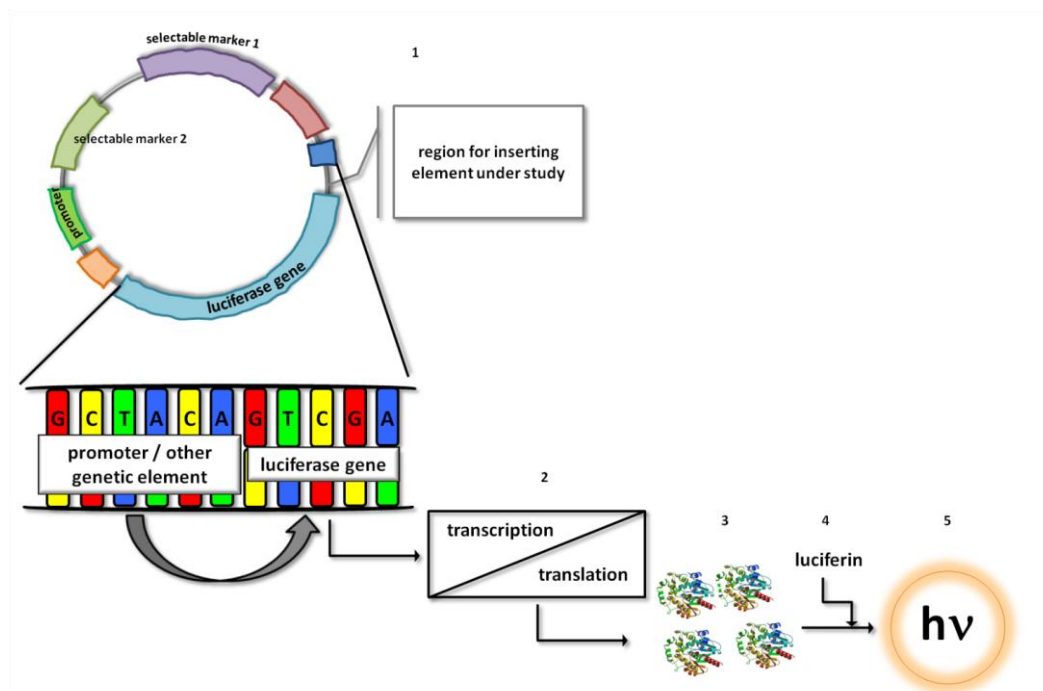 selectable marker 1
1
selectable marker 2
region for inserting
element under study
promoter
luciferase gene
G C T A C A G T C G A
promoter / other
genetic element
luciferase gene
2
3
4
5
transcription
translation
luciferin
hν